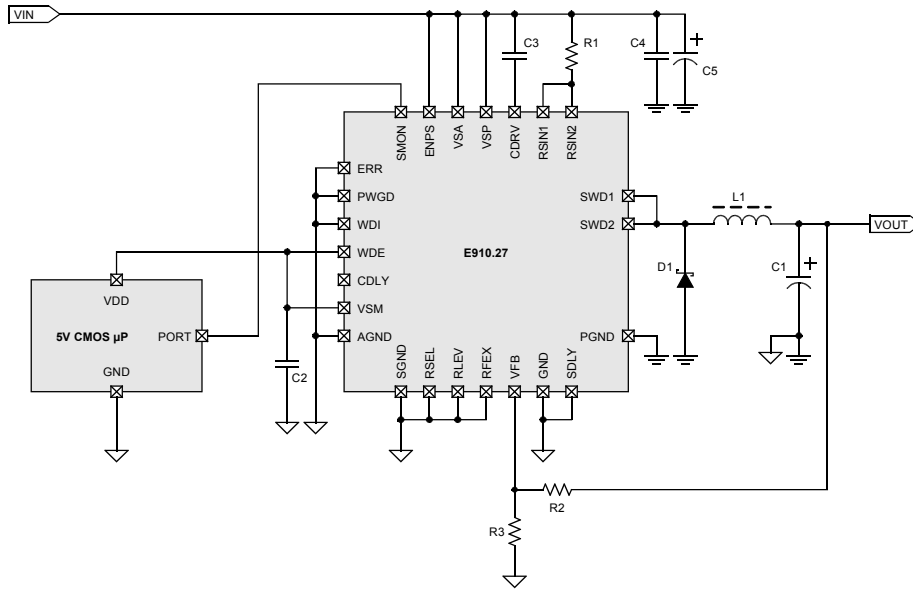 VIN
C3
R1
C4
+
C5
SMON
ENPS
VSA
VSP
CDRV
RSIN1
RSIN2
ERR
PWGD
WDI
WDE
CDLY
VSM
AGND
E910.27
SWD1
SWD2
PGND
L1
VOUT
D1
C1
+
VDD
5V CMOS µP
PORT
GND
C2
SGND
RSEL
RLEV
RFEX
VFB
GND
SDLY
R2
R3